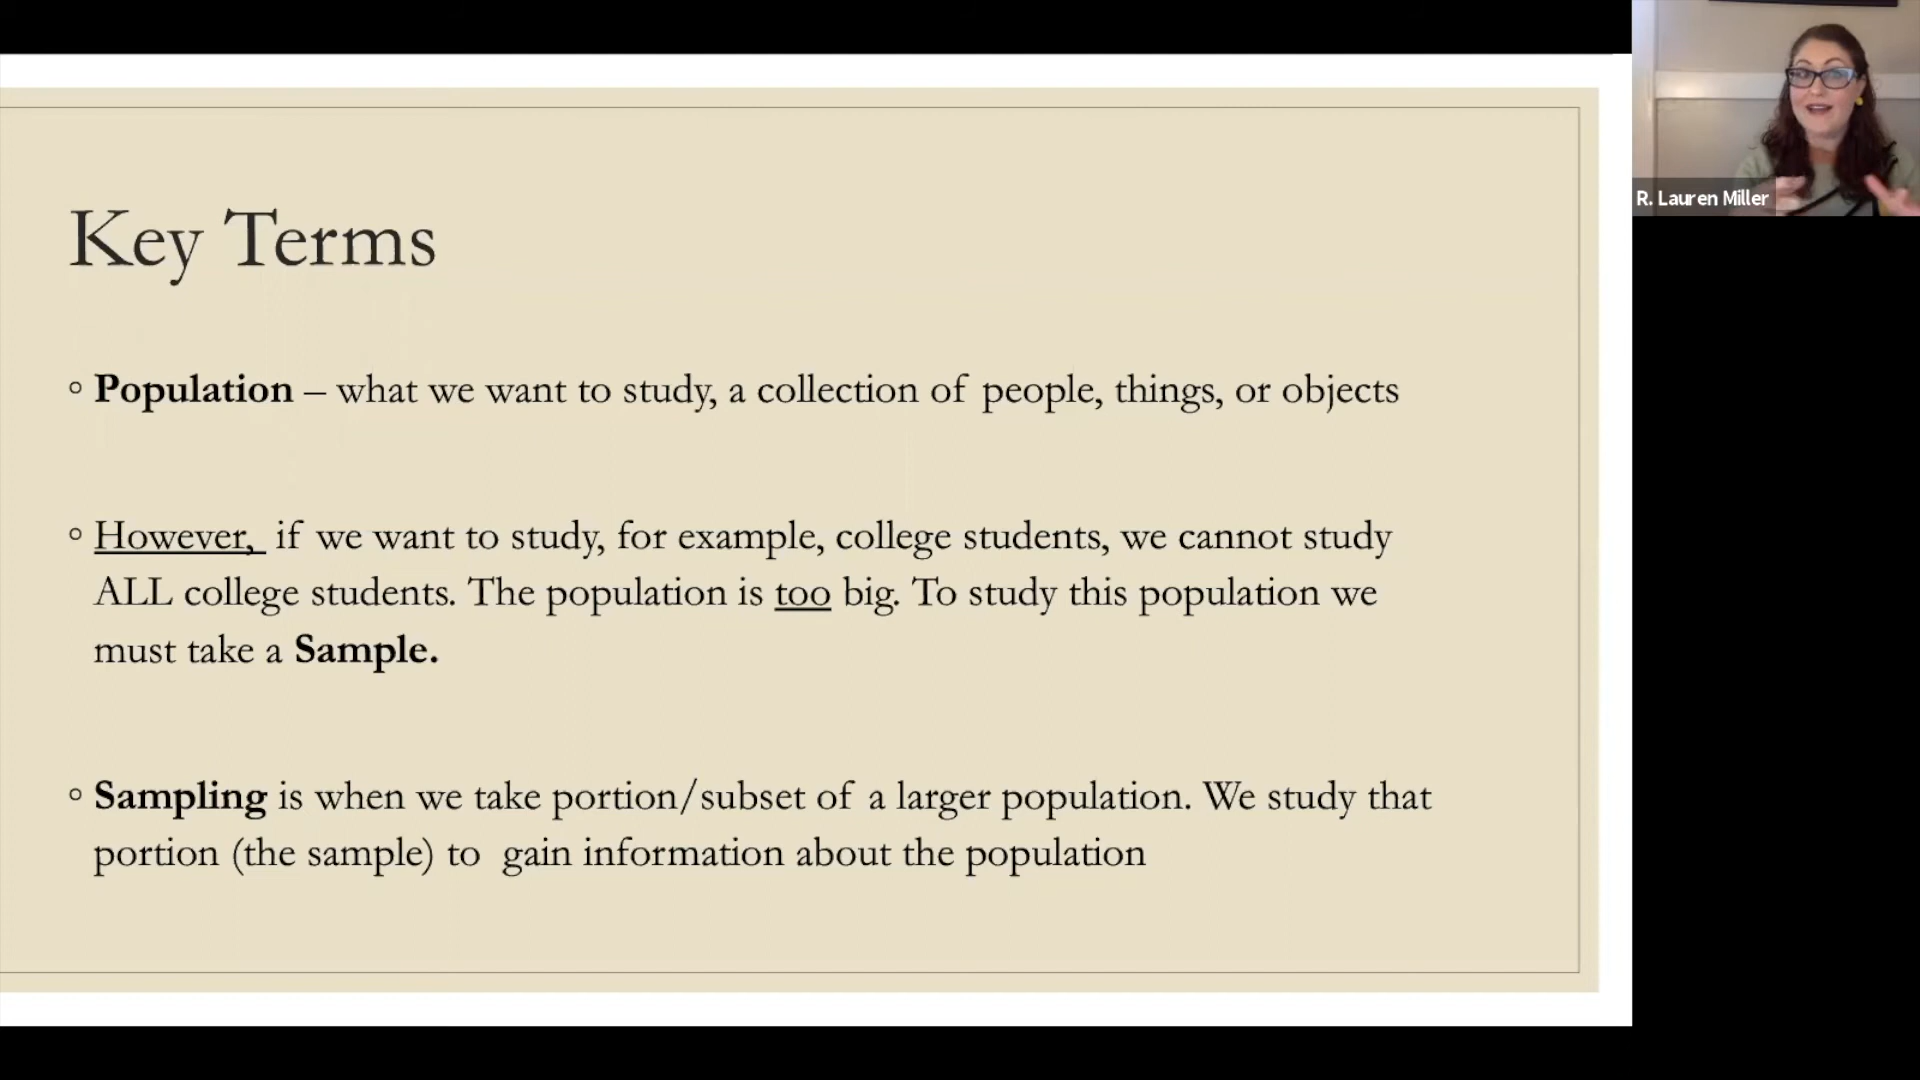 Key Terms
◦ Population – what we want to study, a collection of people, things, or objects
◦ However, if we want to study, for example, college students, we cannot study
ALL college students. The population is too big. To study this population we
must take a Sample.
◦ Sampling is when we take portion/subset of a larger population. We study that
portion (the sample) to gain information about the population
R. Lauren Miller